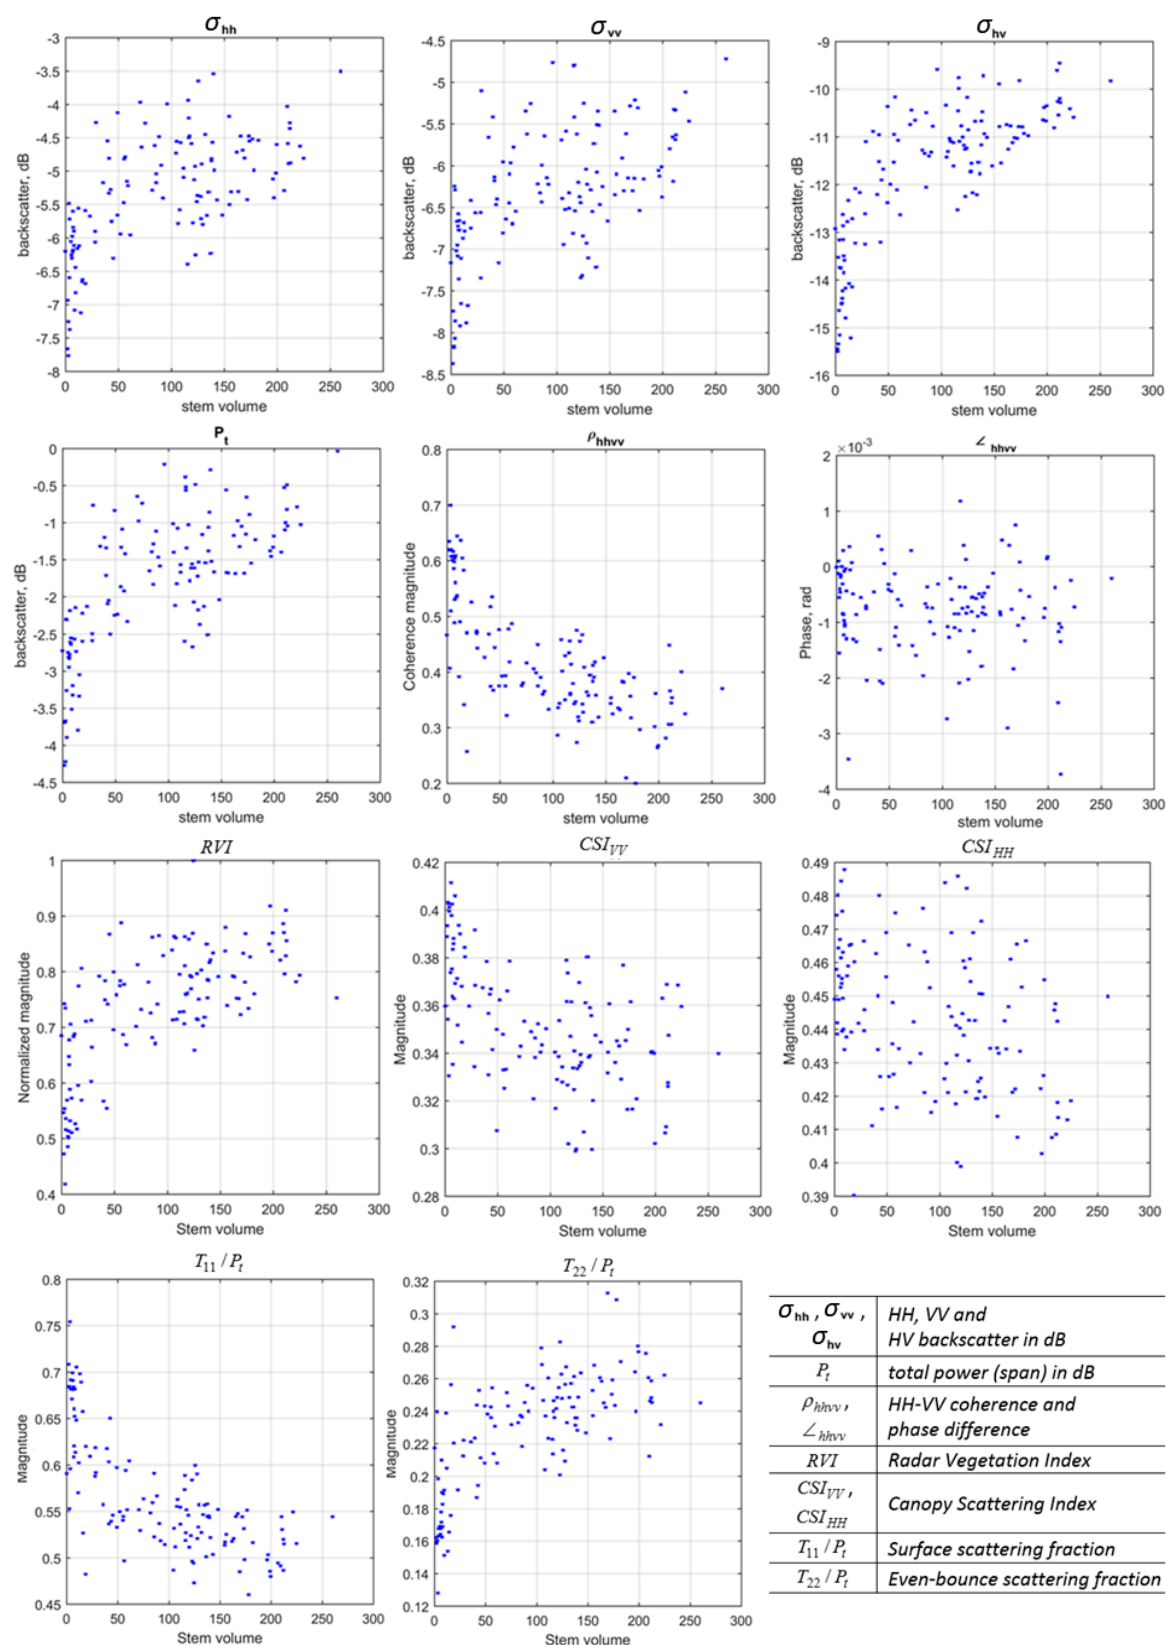 σhh
σvv
σhv
-3
-3.5
-4
-4.5
-5
-5.5
-6
-6.5
-7
-7.5
-8
backscatter, dB
0 50 100 150 200 250 300
stem volume
-4.5
-5
-5.5
-6
-6.5
-7
-7.5
-8
-8.5
backscatter, dB
0 50 100 150 200 250 300
stem volume
-9
-10
-11
-12
-13
-14
-15
-16
backscatter, dB
0 50 100 150 200 250 300
stem volume
Pt
ρhhvv
∠hhvv
0
-0.5
-1
-1.5
-2
-2.5
-3
-3.5
-4
-4.5
backscatter, dB
0 50 100 150 200 250 300
stem volume
0.8
0.7
0.6
0.5
0.4
0.3
0.2
Coherence magnitude
0 50 100 150 200 250 300
stem volume
×10-3
2
1
0
-1
-2
-3
-4
Phase, rad
0 50 100 150 200 250 300
stem volume
RVI
CSIVV
CSIHH
1
0.9
0.8
0.7
0.6
0.5
0.4
Normalized magnitude
0 50 100 150 200 250 300
Stem volume
0.42
0.4
0.38
0.36
0.34
0.32
0.3
0.28
Magnitude
0 50 100 150 200 250 300
Stem volume
0.49
0.48
0.47
0.46
0.45
0.44
0.43
0.42
0.41
0.4
0.39
Magnitude
0 50 100 150 200 250 300
Stem volume
T11 / Pt
T22 / Pt
0.8
0.75
0.7
0.65
0.6
0.55
0.5
0.45
Magnitude
0 50 100 150 200 250 300
Stem volume
0.32
0.3
0.28
0.26
0.24
0.22
0.2
0.18
0.16
0.14
0.12
Magnitude
0 50 100 150 200 250 300
Stem volume
σhh , σvv , HH, VV and
σhv HV backscatter in dB
Pt total power (span) in dB
ρhhvv , HH-VV coherence and
∠hhvv phase difference
RVI Radar Vegetation Index
CSIVV ,
CSIHH Canopy Scattering Index
T11 / Pt Surface scattering fraction
T22 / Pt Even-bounce scattering fraction